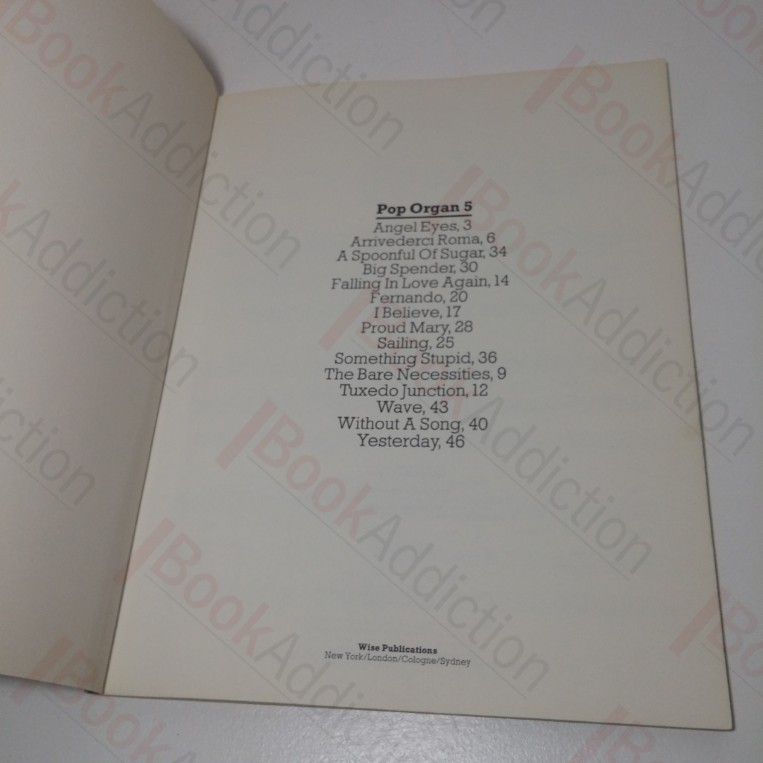 Pop Organ 5
Angel Eyes, 3
Arrivederci Roma, 6
A Spoonful Of Sugar, 34
Big Spender, 30
Falling In Love Again, 14
Fernando, 20
I Believe, 17
Proud Mary, 28
Sailing, 25
Something Stupid, 36
The Bare Necessities, 9
Tuxedo Junction, 12
Wave, 43
Without A Song, 40
Yesterday, 46
Wise Publications
New York/London/Cologne/Sydney
BookAddiction